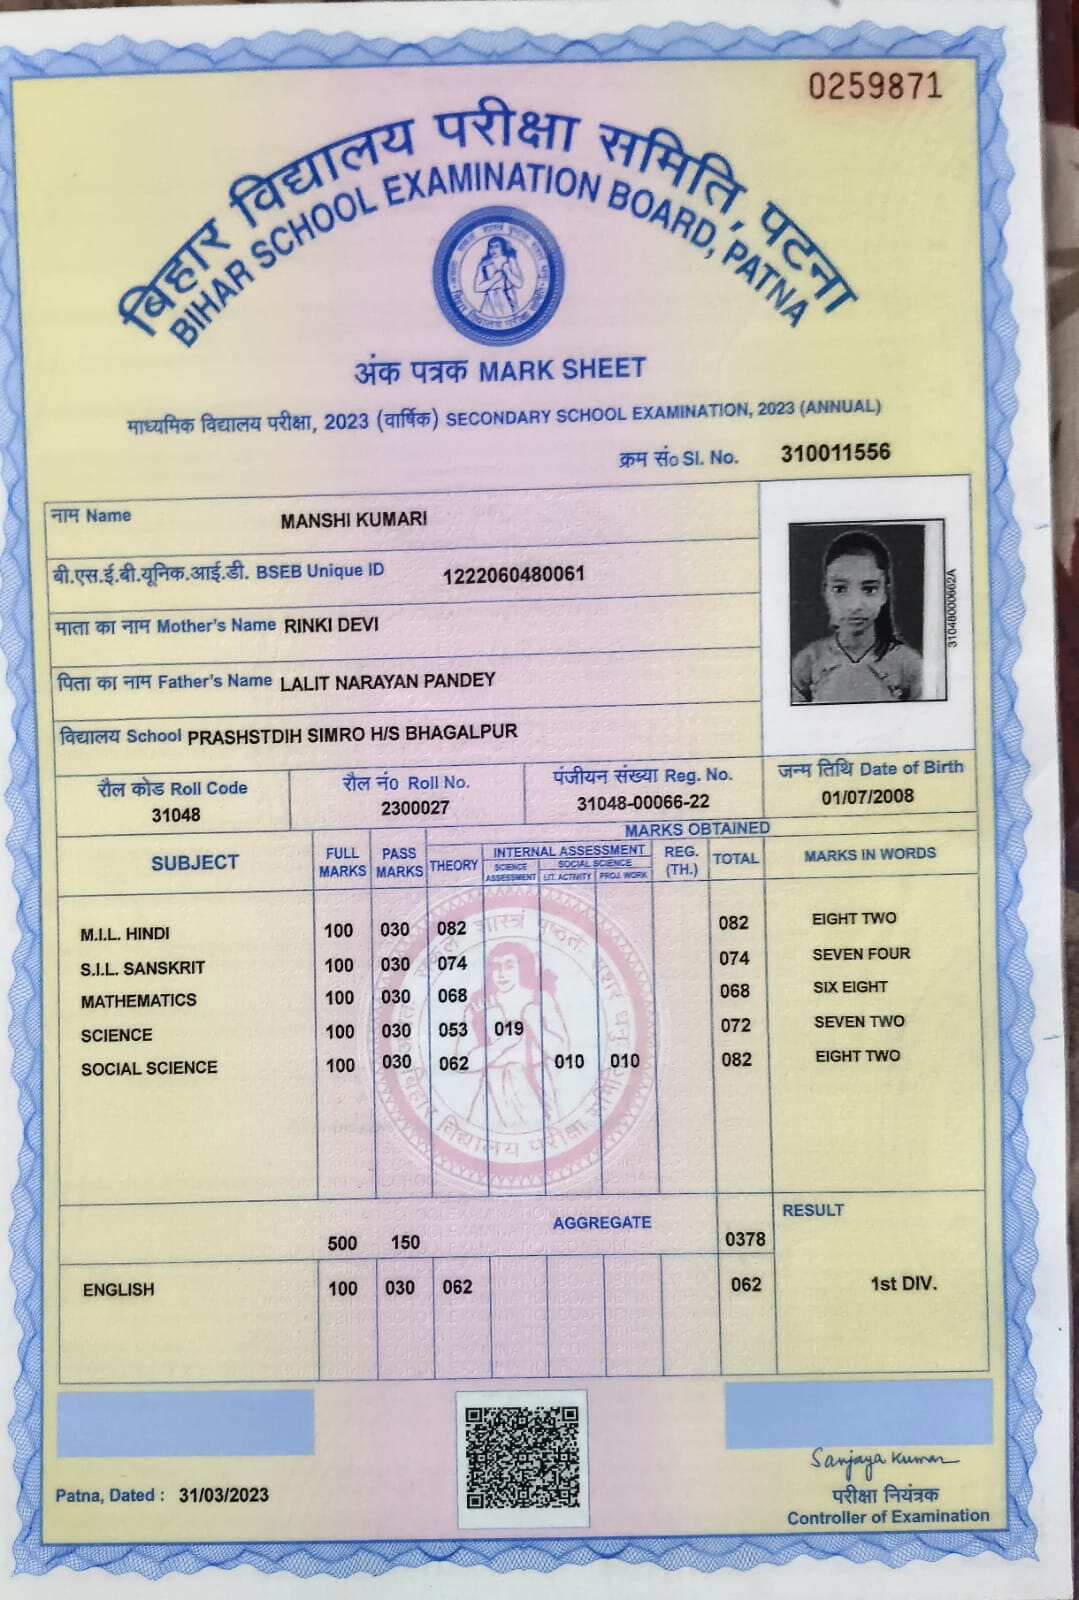 0259871
बिहार विद्यालय परीक्षा समिति, पटना
BIHAR SCHOOL EXAMINATION BOARD, PATNA
अंक पत्रक MARK SHEET
माध्यमिक विद्यालय परीक्षा, 2023 (वार्षिक) SECONDARY SCHOOL EXAMINATION, 2023 (ANNUAL)
क्रम सं० Sl. No. 310011556
नाम Name MANSHI KUMARI
बी.एस.ई.बी.यूनिक.आई.डी. BSEB Unique ID 1222060480061
माता का नाम Mother's Name RINKI DEVI
पिता का नाम Father's Name LALIT NARAYAN PANDEY
विद्यालय School PRASHSTDIH SIMRO H/S BHAGALPUR
31048000662A
रौल कोड Roll Code रौल नं० Roll No. पंजीयन संख्या Reg. No. जन्म तिथि Date of Birth
31048 2300027 31048-00066-22 01/07/2008
MARKS OBTAINED
SUBJECT FULL MARKS PASS MARKS THEORY INTERNAL ASSESSMENT REG. (TH.) TOTAL MARKS IN WORDS
SCIENCE ASSESSMENT SOCIAL SCIENCE LIT. ACTIVITY PROJ. WORK
M.I.L. HINDI 100 030 082 082 EIGHT TWO
S.I.L. SANSKRIT 100 030 074 074 SEVEN FOUR
MATHEMATICS 100 030 068 068 SIX EIGHT
SCIENCE 100 030 053 019 072 SEVEN TWO
SOCIAL SCIENCE 100 030 062 010 010 082 EIGHT TWO
बिहार विद्यालय परीक्षा समिति
AGGREGATE RESULT
500 150 0378
ENGLISH 100 030 062 062 1st DIV.
Sanjaya Kumar
Patna, Dated : 31/03/2023 परीक्षा नियंत्रक
Controller of Examination